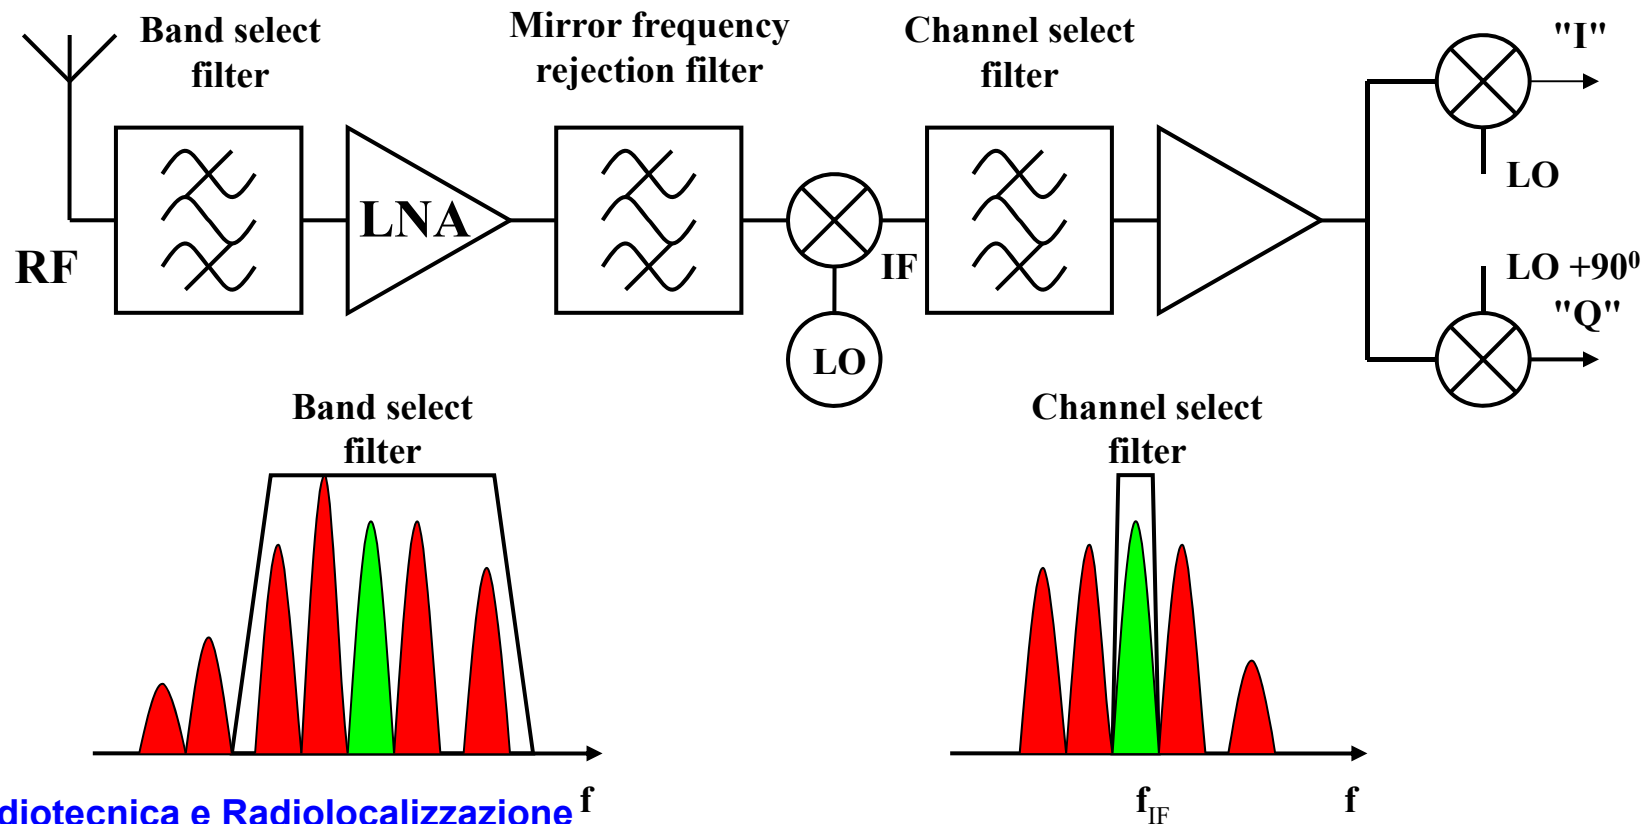 Band select
filter
Mirror frequency
rejection filter
Channel select
filter
"I"
LNA
LO
RF
IF
LO +90⁰
"Q"
LO
Band select
filter
Channel select
filter
diotecnica e Radiolocalizzazione
f
f_IF
f